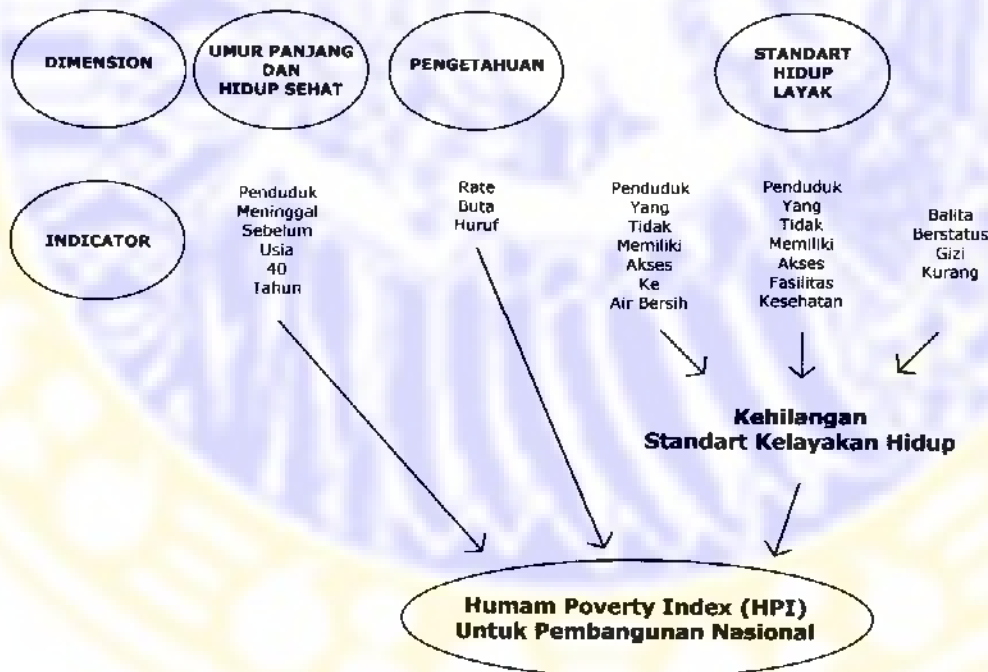 DIMENSION
UMUR PANJANG
DAN
HIDUP SEHAT
PENGETAHUAN
STANDART
HIDUP
LAYAK
INDICATOR
Penduduk
Meninggal
Sebelum
Usia
40
Tahun
Rate
Buta
Huruf
Penduduk
Yang
Tidak
Memiliki
Akses
Ke
Air Bersih
Penduduk
Yang
Tidak
Memiliki
Akses
Fasilitas
Kesehatan
Balita
Berstatus
Gizi
Kurang
Kehilangan
Standart Kelayakan Hidup
Humam Poverty Index (HPI)
Untuk Pembangunan Nasional